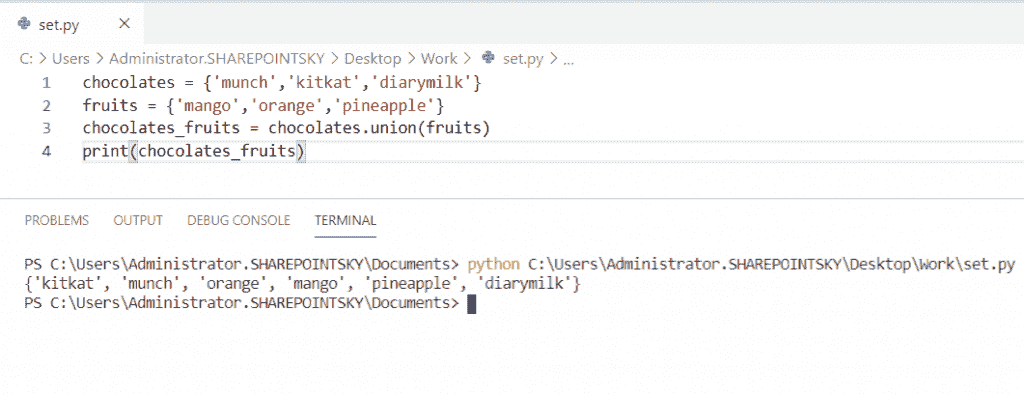 set.py
C: > Users > Administrator.SHAREPOINTSKY > Desktop > Work > set.py > ...
1 chocolates = {'munch','kitkat','diarymilk'}
2 fruits = {'mango','orange','pineapple'}
3 chocolates_fruits = chocolates.union(fruits)
4 print(chocolates_fruits)
PROBLEMS OUTPUT DEBUG CONSOLE TERMINAL
PS C:\Users\Administrator.SHAREPOINTSKY\Documents> python C:\Users\Administrator.SHAREPOINTSKY\Desktop\Work\set.py
{'kitkat', 'munch', 'orange', 'mango', 'pineapple', 'diarymilk'}
PS C:\Users\Administrator.SHAREPOINTSKY\Documents>